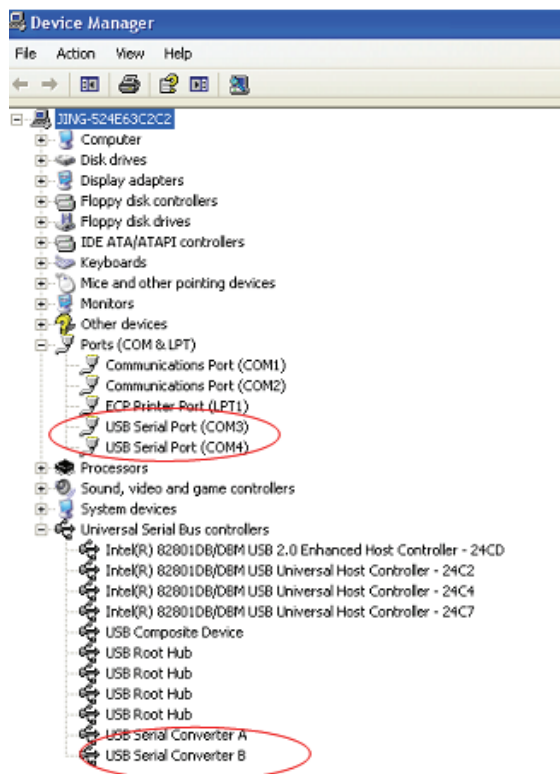 Device Manager
File Action View Help
JING-524E63C2C2
Computer
Disk drives
Display adapters
Floppy disk controllers
Floppy disk drives
IDE ATA/ATAPI controllers
Keyboards
Mice and other pointing devices
Monitors
Other devices
Ports (COM & LPT)
Communications Port (COM1)
Communications Port (COM2)
ECP Printer Port (LPT1)
USB Serial Port (COM3)
USB Serial Port (COM4)
Processors
Sound, video and game controllers
System devices
Universal Serial Bus controllers
Intel(R) 82801DB/DBM USB 2.0 Enhanced Host Controller - 24CD
Intel(R) 82801DB/DBM USB Universal Host Controller - 24C2
Intel(R) 82801DB/DBM USB Universal Host Controller - 24C4
Intel(R) 82801DB/DBM USB Universal Host Controller - 24C7
USB Composite Device
USB Root Hub
USB Root Hub
USB Root Hub
USB Root Hub
USB Serial Converter A
USB Serial Converter B